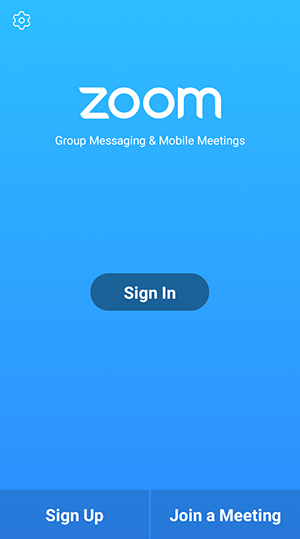 zoom
Group Messaging & Mobile Meetings
Sign In
Sign Up
Join a Meeting